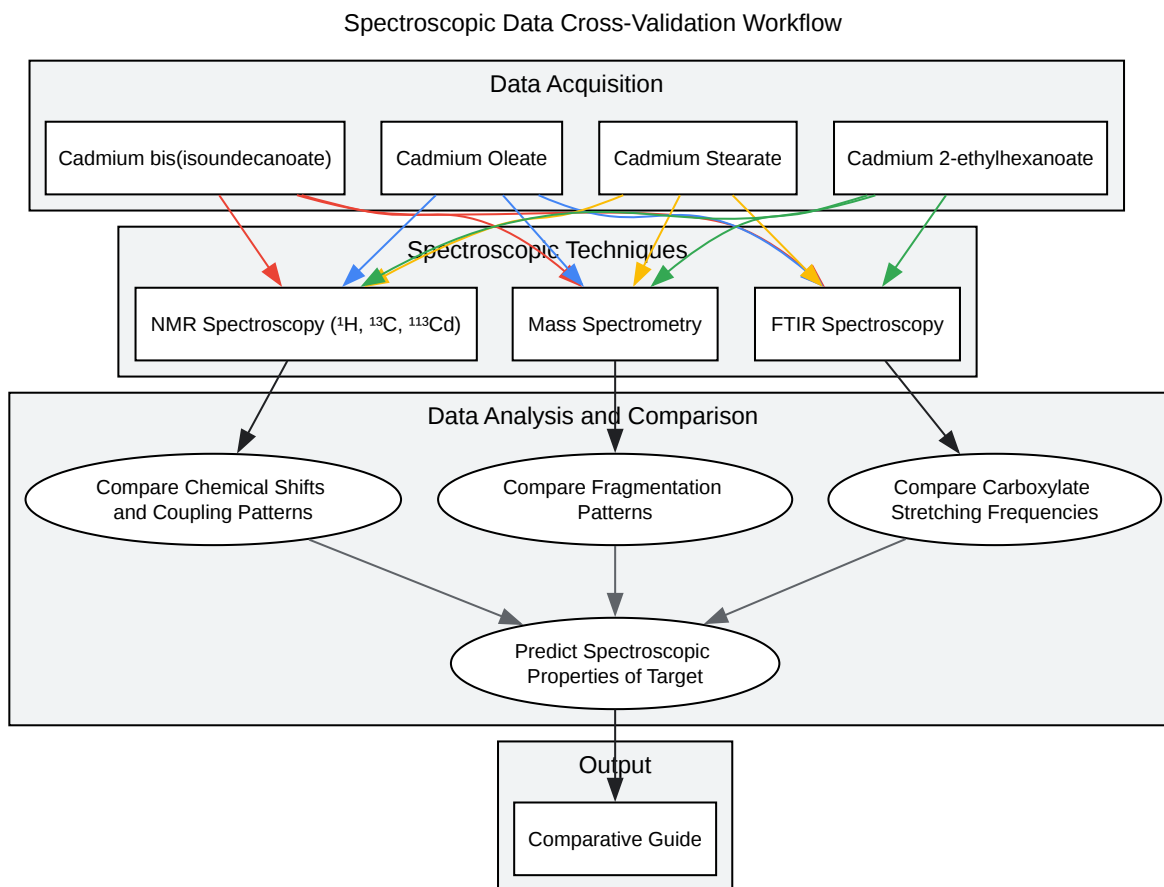 Spectroscopic Data Cross-Validation Workflow
Data Acquisition
Cadmium bis(isoundecanoate)
Cadmium Oleate
Cadmium Stearate
Cadmium 2-ethylhexanoate
Spectroscopic Techniques
NMR Spectroscopy (¹H, ¹³C, ¹¹³Cd)
Mass Spectrometry
FTIR Spectroscopy
Data Analysis and Comparison
Compare Chemical Shifts
and Coupling Patterns
Compare Fragmentation
Patterns
Compare Carboxylate
Stretching Frequencies
Predict Spectroscopic
Properties of Target
Output
Comparative Guide